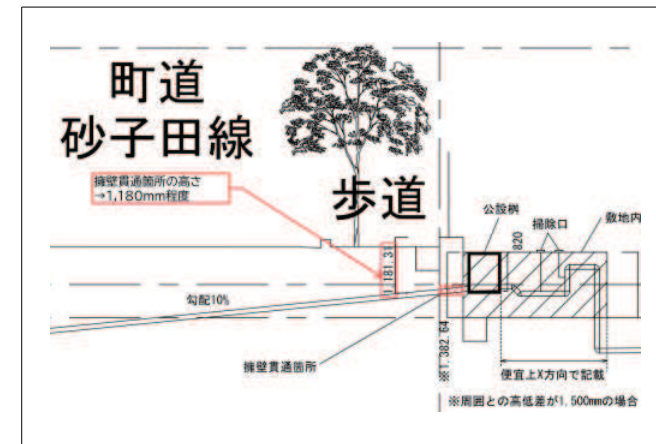 町道
砂子田線
擁壁貫通箇所の高さ
→1,180mm程度
歩道
公設桝
820
掃除口
敷地内
1,181.31
勾配10%
擁壁貫通箇所
※1,382.64
便宜上X方向で記載
※周囲との高低差が1,500mmの場合